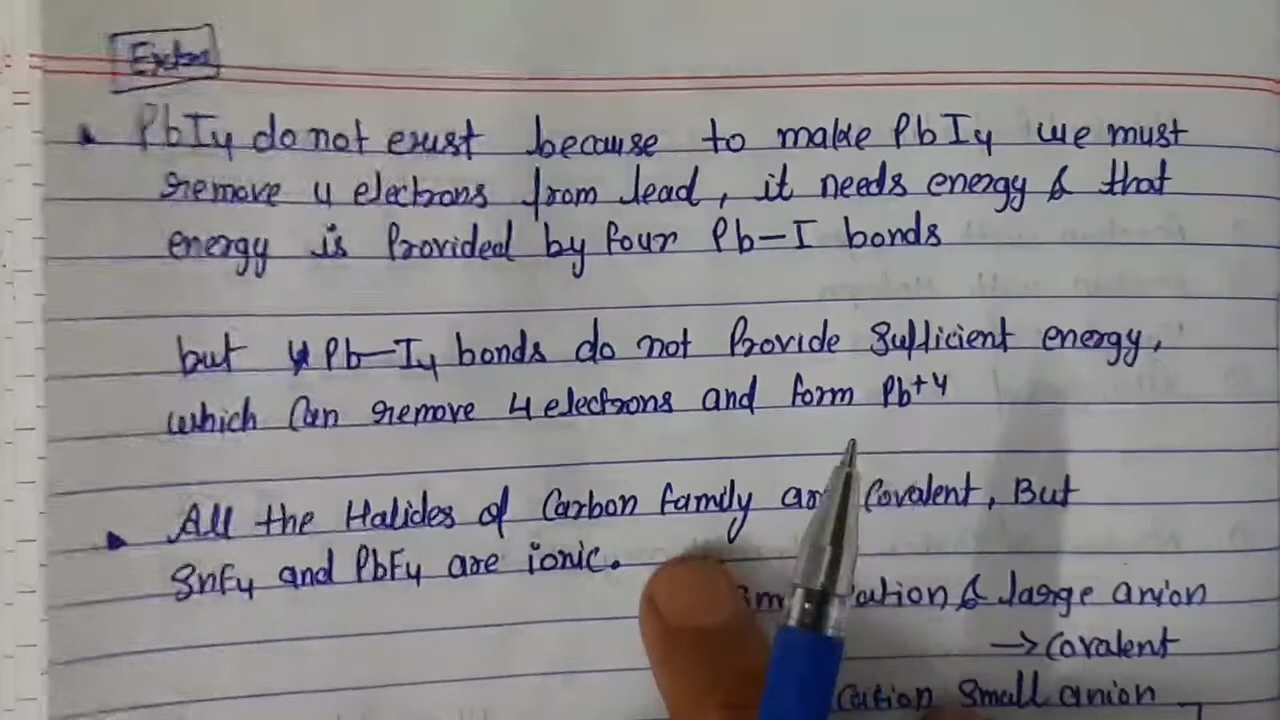 Extra
PbI4 do not exist because to make PbI4 we must
remove 4 electrons from lead, it needs energy & that
energy is Provided by four Pb-I bonds
but 4 Pb-I4 bonds do not Provide Sufficient energy,
which Can remove 4 electrons and form Pb+4
All the Halides of Carbon family are Covalent, But
SnF4 and PbF4 are ionic.
cation & large anion
→ Covalent
cation Small anion